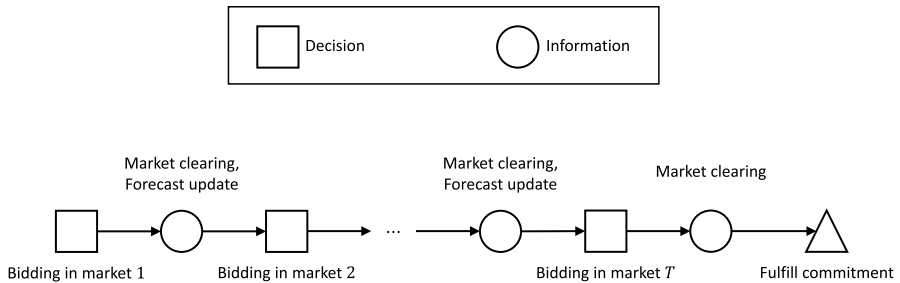 Decision
Information
Market clearing,
Forecast update
Market clearing,
Forecast update
Market clearing
...
Bidding in market 1
Bidding in market 2
Bidding in market T
Fulfill commitment